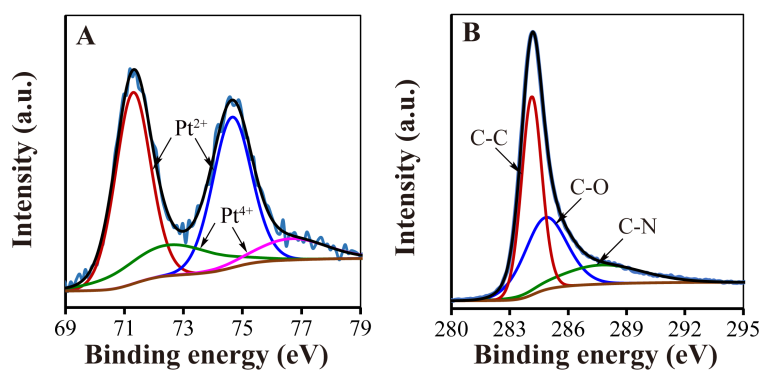 A
Intensity (a.u.)
Pt2+
Pt4+
69 71 73 75 77 79
Binding energy (eV)
B
Intensity (a.u.)
C-C
C-O
C-N
280 283 286 289 292 295
Binding energy (eV)